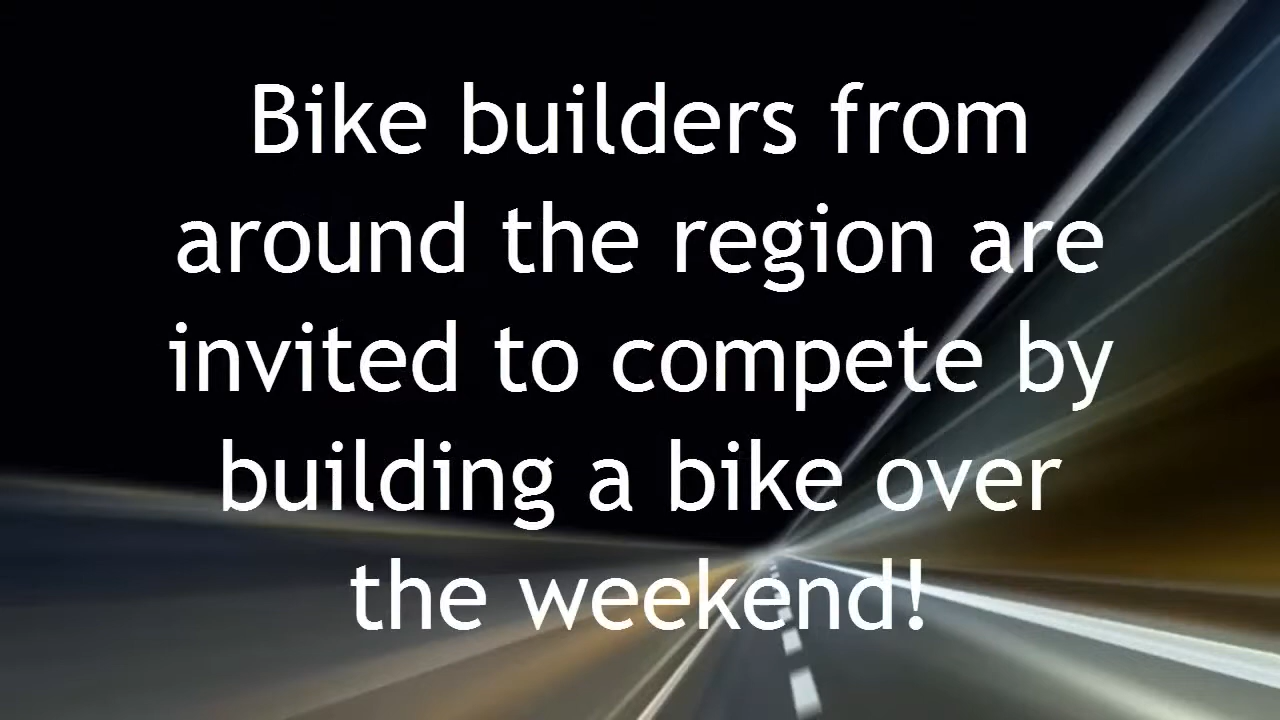 Bike builders from
around the region are
invited to compete by
building a bike over
the weekend!